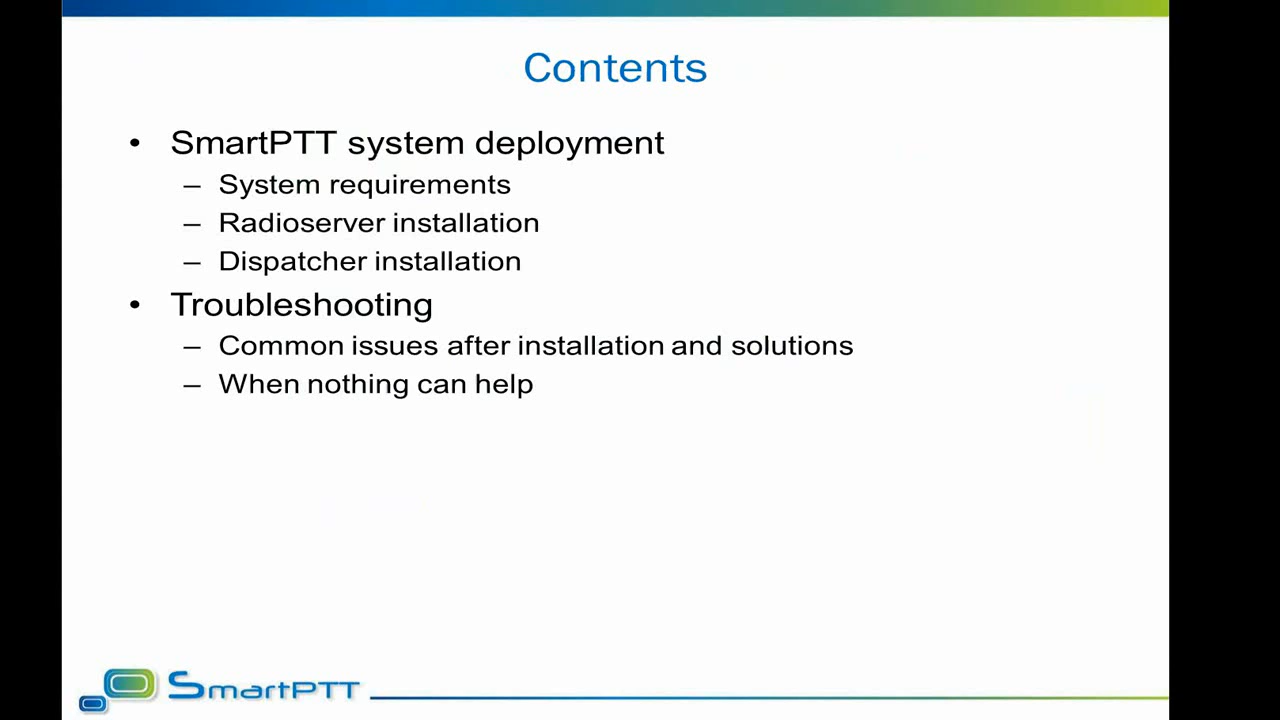 Contents
• SmartPTT system deployment
– System requirements
– Radioserver installation
– Dispatcher installation
• Troubleshooting
– Common issues after installation and solutions
– When nothing can help
SmartPTT